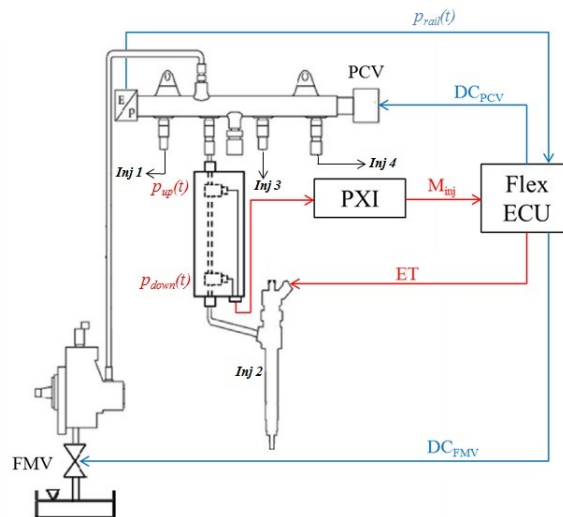 p_rail(t)
PCV
DC_PCV
E
P
Inj 1
Inj 3
Inj 4
p_up(t)
PXI
M_inj
Flex
ECU
p_down(t)
ET
Inj 2
FMV
DC_FMV